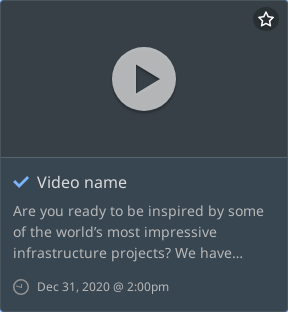 Video name
Are you ready to be inspired by some
of the world's most impressive
infrastructure projects? We have...
Dec 31, 2020 @ 2:00pm